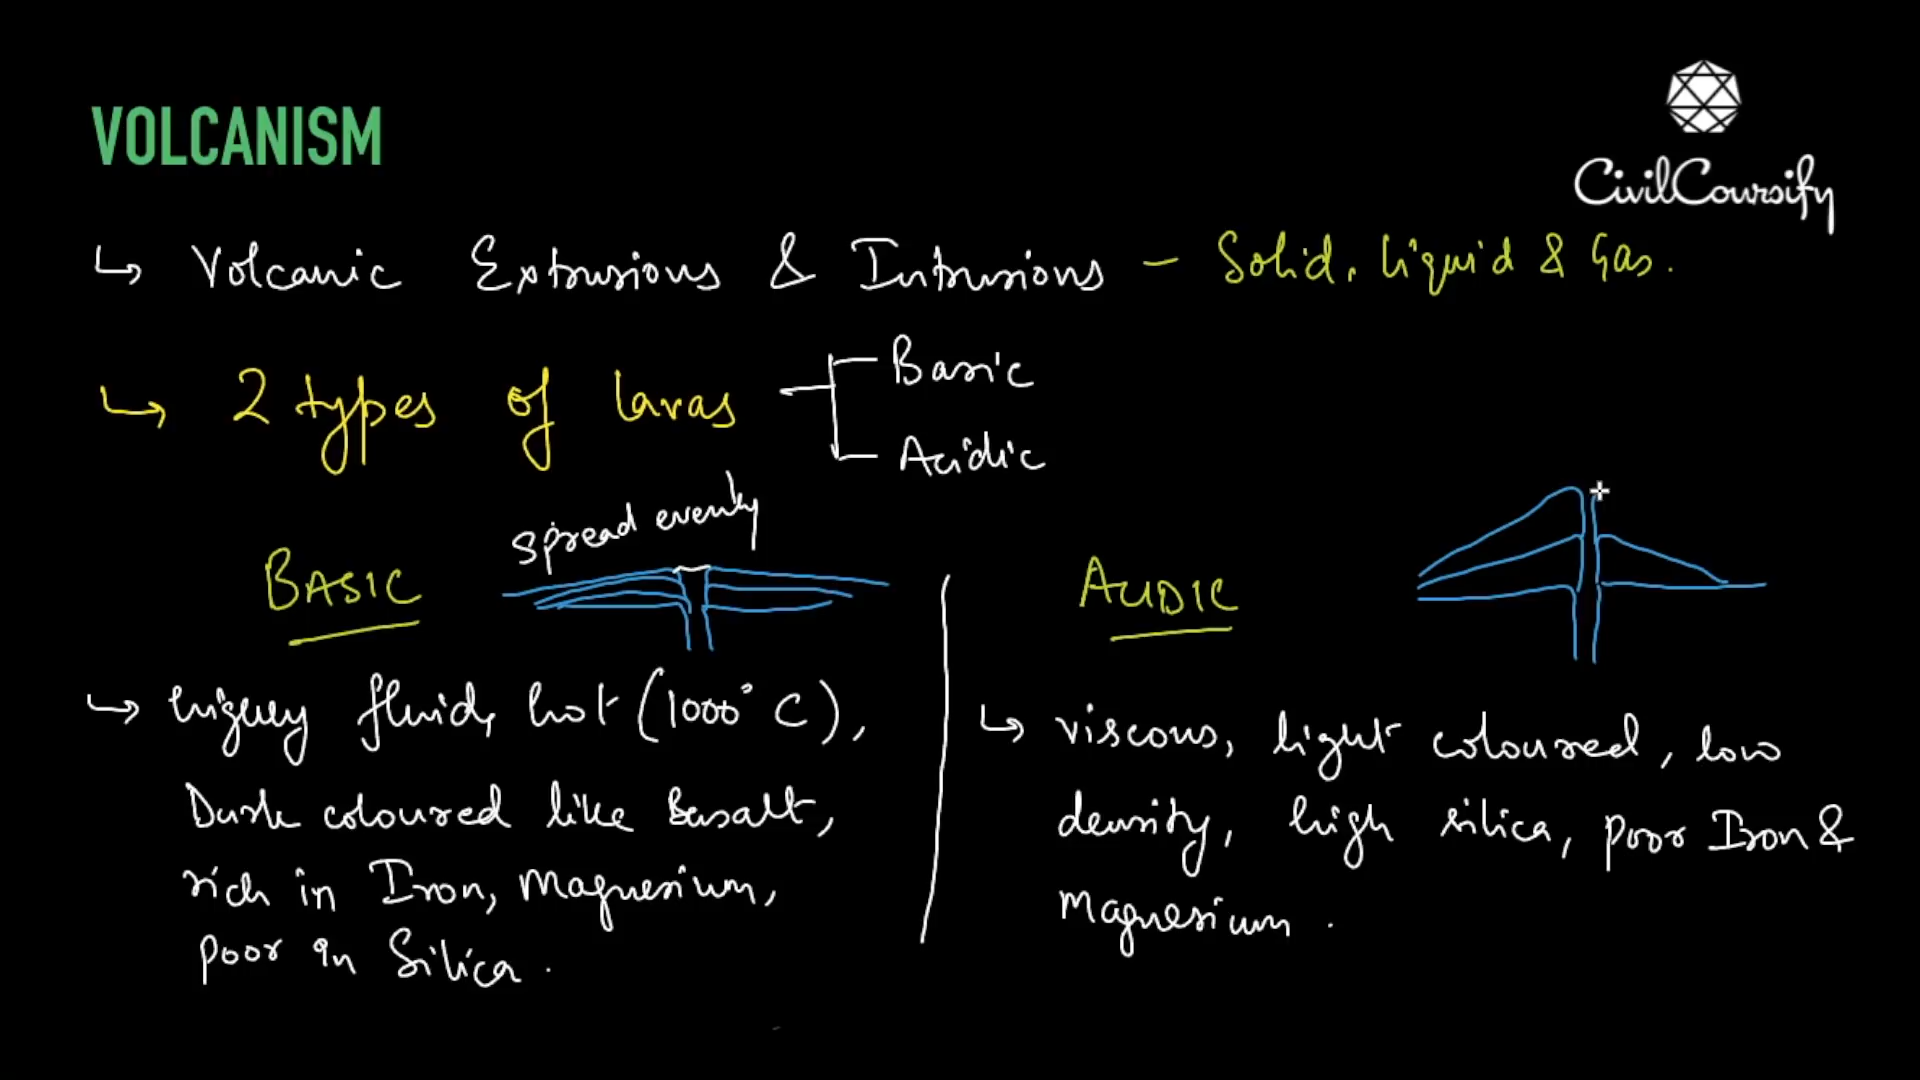 VOLCANISM
CivilCoursify
↳ Volcanic Extrusions & Intrusions - Solid, Liquid & Gas.
↳ 2 types of lavas
Basic
Acidic
spread evenly
BASIC
ACIDIC
↳ highly fluid, hot (1000° C),
Dark coloured like Basalt,
rich in Iron, Magnesium,
poor in Silica.
↳ viscous, light coloured, low
density, high silica, poor Iron &
Magnesium.